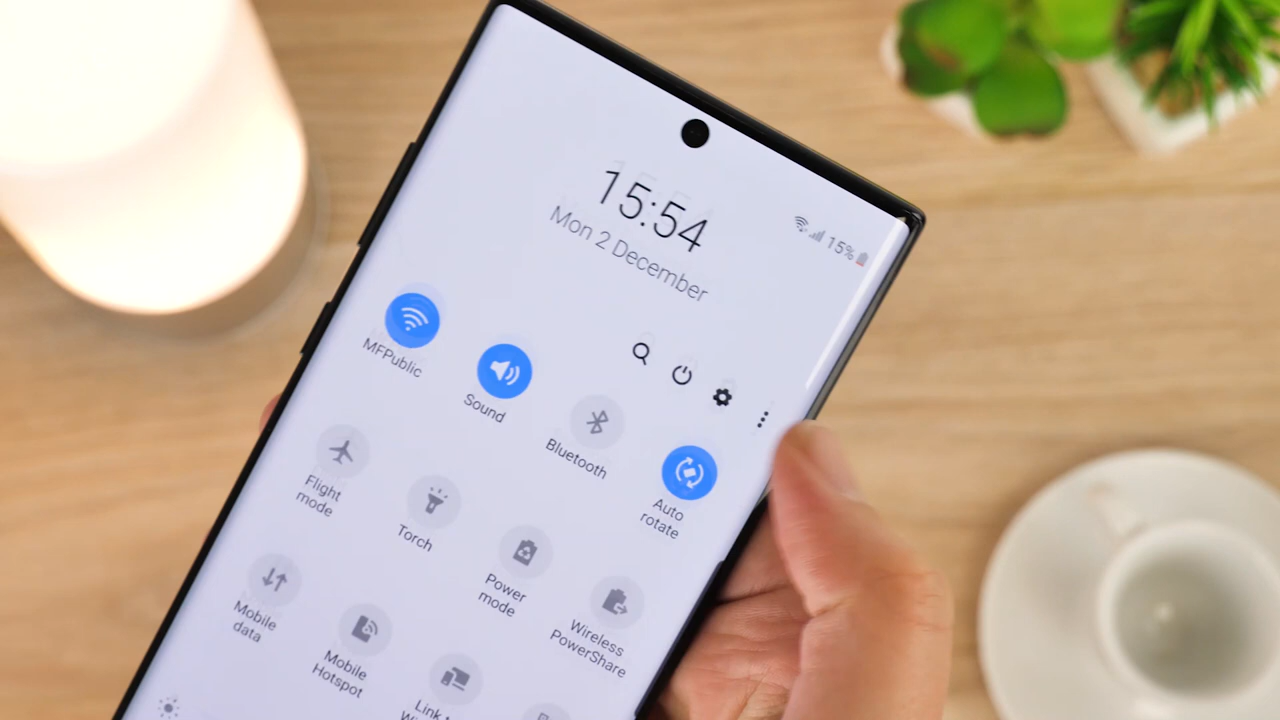 15:54
Mon 2 December
15%
MFPublic
Sound
Bluetooth
Auto
rotate
Flight
mode
Torch
Power
mode
Wireless
PowerShare
Mobile
data
Mobile
Hotspot
Link